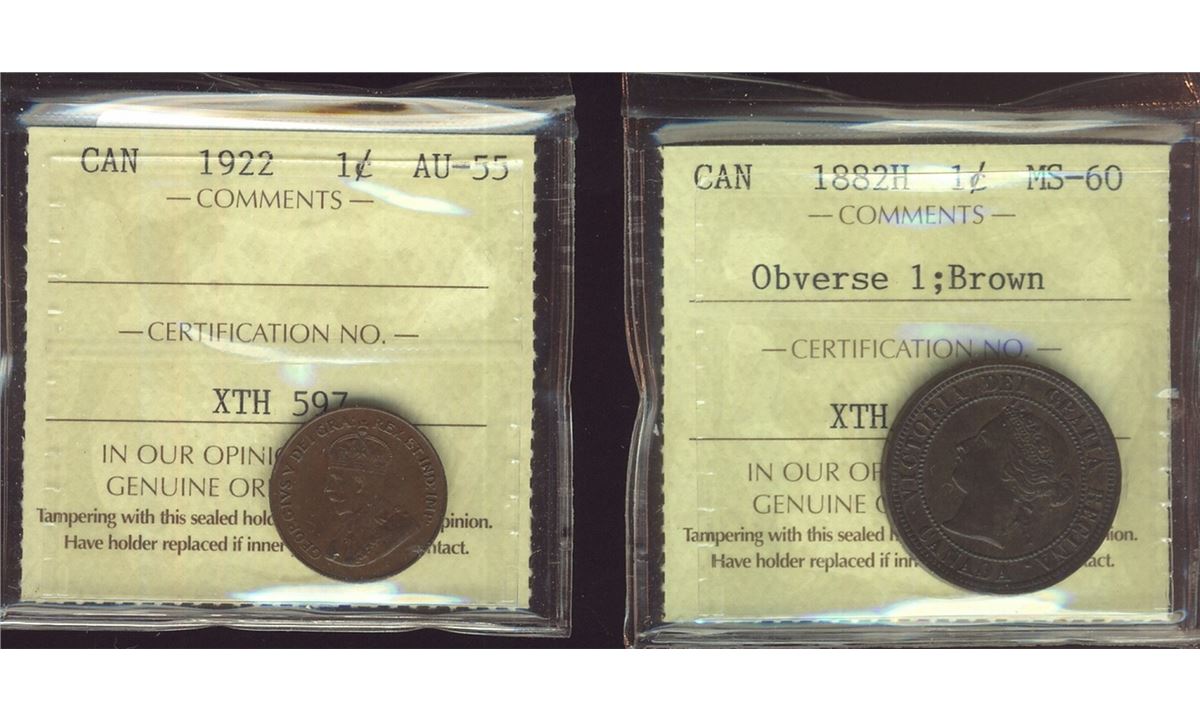 CAN 1922 1¢ AU-55
— COMMENTS —
— CERTIFICATION NO. —
XTH 597
IN OUR OPINI
GENUINE OR
Tampering with this sealed hold pinion.
Have holder replaced if inner ntact.
GEORGIVS V DEI GRA: REX ET IND: IMP:
CAN 1882H 1¢ MS-60
— COMMENTS —
Obverse 1;Brown
— CERTIFICATION NO. —
XTH
IN OUR OP
GENUINE
Tampering with this sealed h ion.
Have holder replaced if inn act.
VICTORIA DEI GRATIA REGINA. CANADA